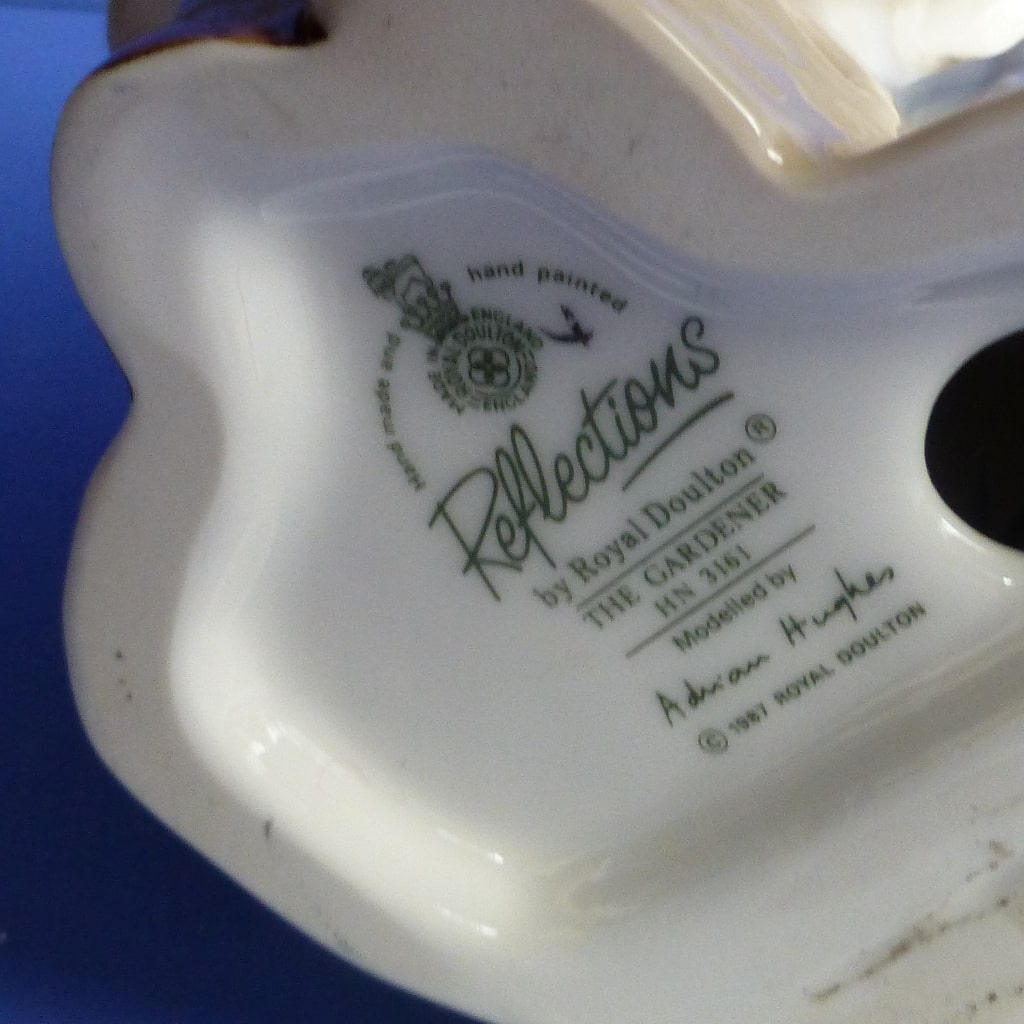 Hand made and
hand painted
MADE IN ENGLAND
ROYAL DOULTON
ENGLAND
Reflections
by Royal Doulton ®
THE GARDENER
HN 3161
Modelled by
Adrian Hughes
© 1987 ROYAL DOULTON